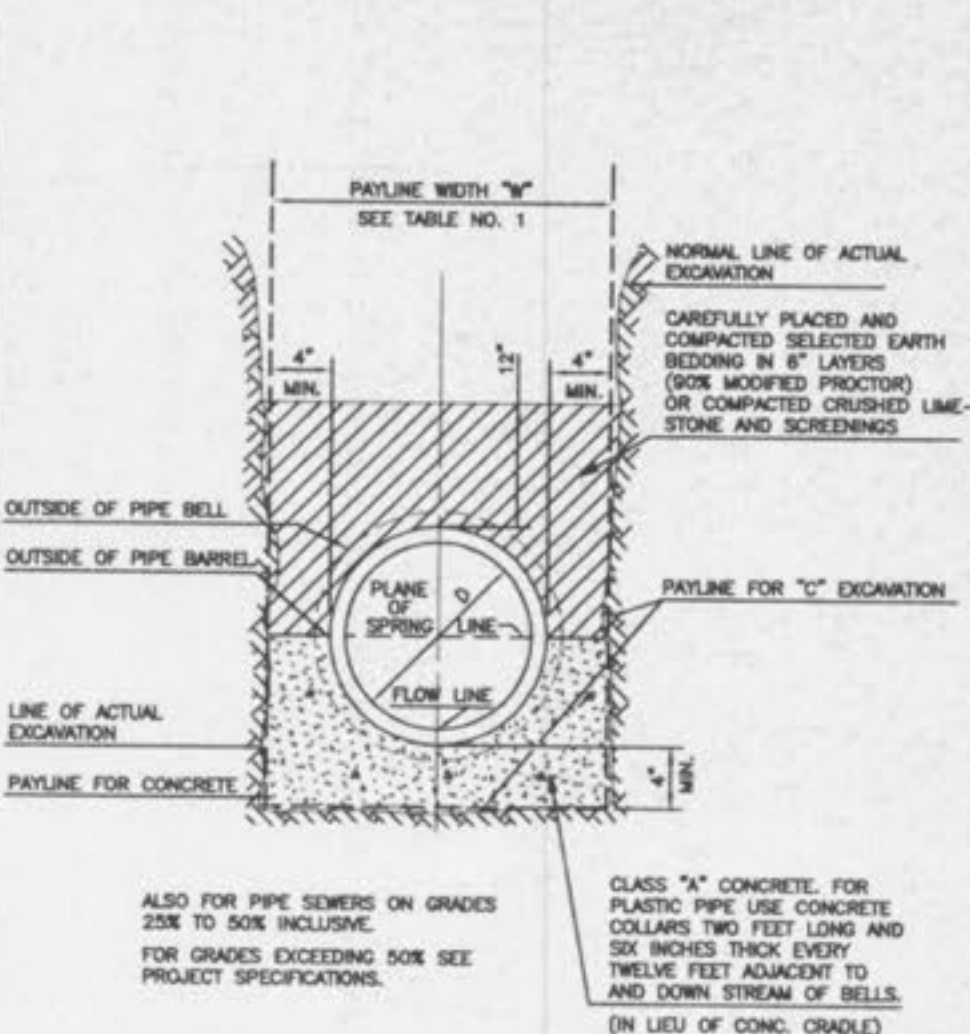 PAYLINE WIDTH "W"
SEE TABLE NO. 1
NORMAL LINE OF ACTUAL
EXCAVATION
CAREFULLY PLACED AND
COMPACTED SELECTED EARTH
BEDDING IN 6" LAYERS
(90% MODIFIED PROCTOR)
OR COMPACTED CRUSHED LIME-
STONE AND SCREENINGS
4"
MIN.
12"
4"
MIN.
OUTSIDE OF PIPE BELL
OUTSIDE OF PIPE BARREL
PLANE
OF
SPRING LINE
D
FLOW LINE
PAYLINE FOR "C" EXCAVATION
LINE OF ACTUAL
EXCAVATION
PAYLINE FOR CONCRETE
4"
MIN.
ALSO FOR PIPE SEWERS ON GRADES
25% TO 50% INCLUSIVE.
FOR GRADES EXCEEDING 50% SEE
PROJECT SPECIFICATIONS.
CLASS "A" CONCRETE. FOR
PLASTIC PIPE USE CONCRETE
COLLARS TWO FEET LONG AND
SIX INCHES THICK EVERY
TWELVE FEET ADJACENT TO
AND DOWN STREAM OF BELLS.
(IN LIEU OF CONC. CRADLE)